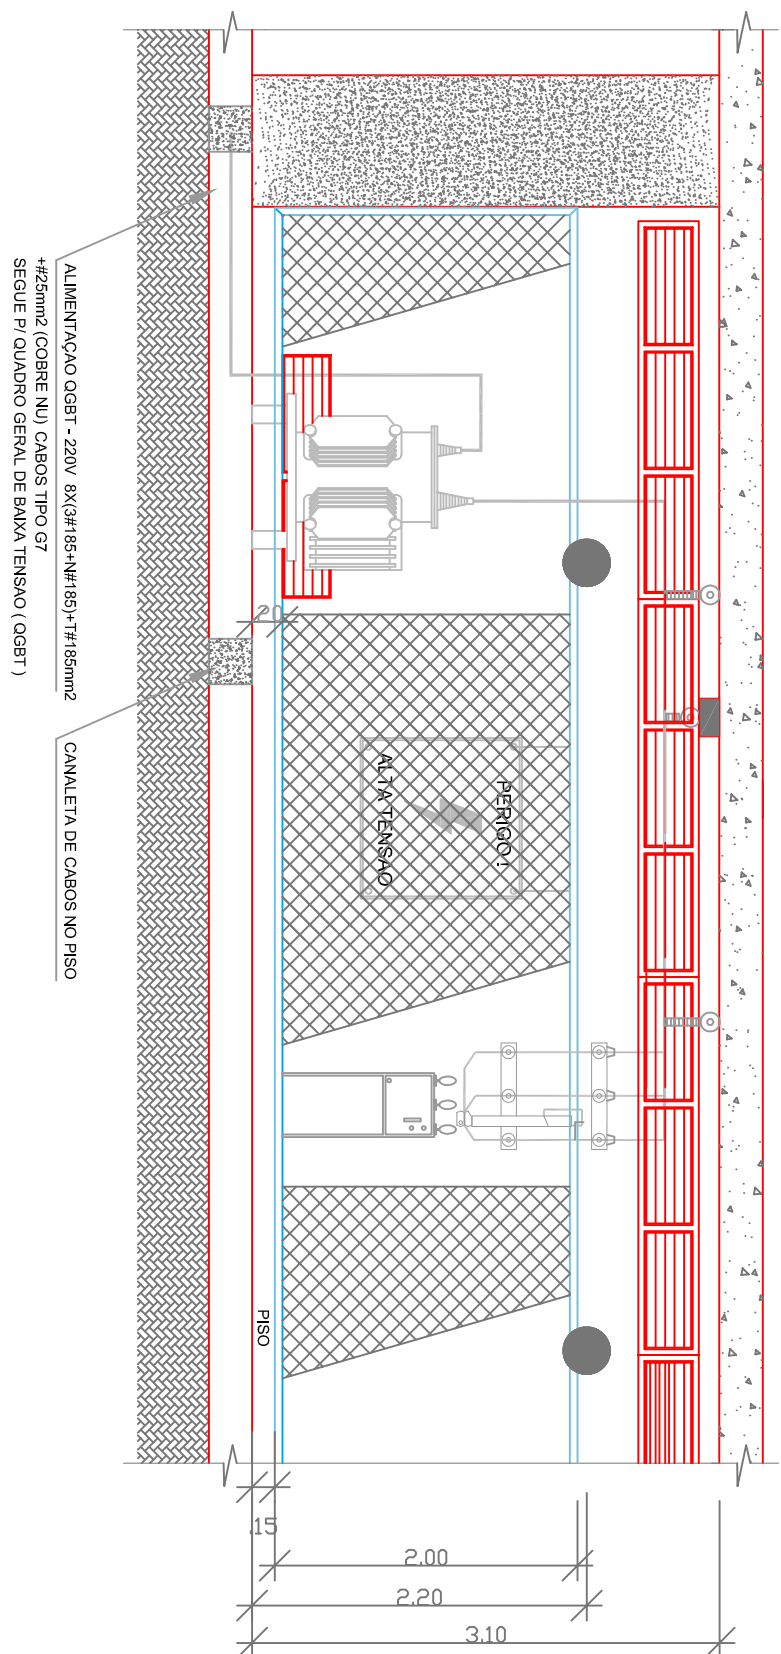 ALIMENTAÇAO QGBT - 220V 8X(3#185+N#185)+T#185mm2
+#25mm2 (COBRE NU) CABOS TIPO G7
SEGUE P/ QUADRO GERAL DE BAIXA TENSAO ( QGBT )
CANALETA DE CABOS NO PISO
PERIGO !
ALTA TENSAO
.20
PISO
.15
2.00
2.20
3.10